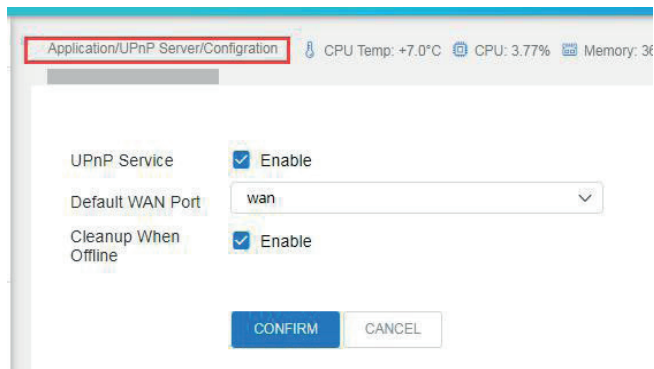 Application/UPnP Server/Configration CPU Temp: +7.0°C CPU: 3.77% Memory: 36
UPnP Service Enable
Default WAN Port wan
Cleanup When
Offline Enable
CONFIRM CANCEL